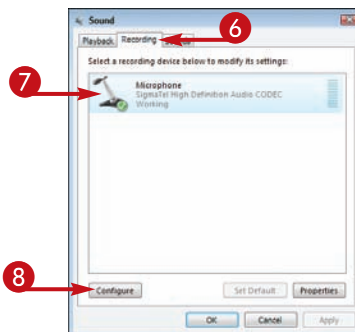 Sound
6
Playback Recording Sounds
Select a recording device below to modify its settings:
7
Microphone
SigmaTel High Definition Audio CODEC
Working
8
Configure Set Default Properties
OK Cancel Apply